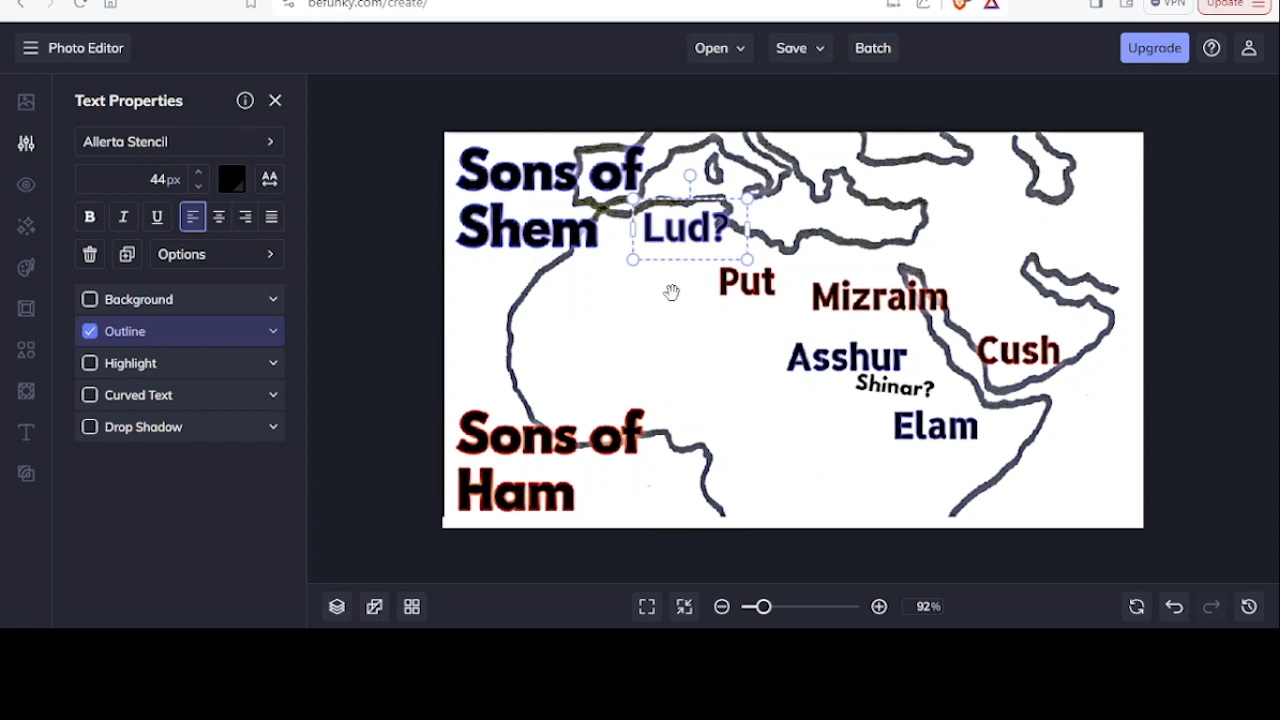 befunky.com/create/
VPN
Update
Photo Editor
Open
Save
Batch
Upgrade
Text Properties
Allerta Stencil
44px
AA
B I U
Options
Background
Outline
Highlight
Curved Text
Drop Shadow
Sons of
Shem
Lud?
Put
Mizraim
Cush
Asshur
Shinar?
Elam
Sons of
Ham
92%